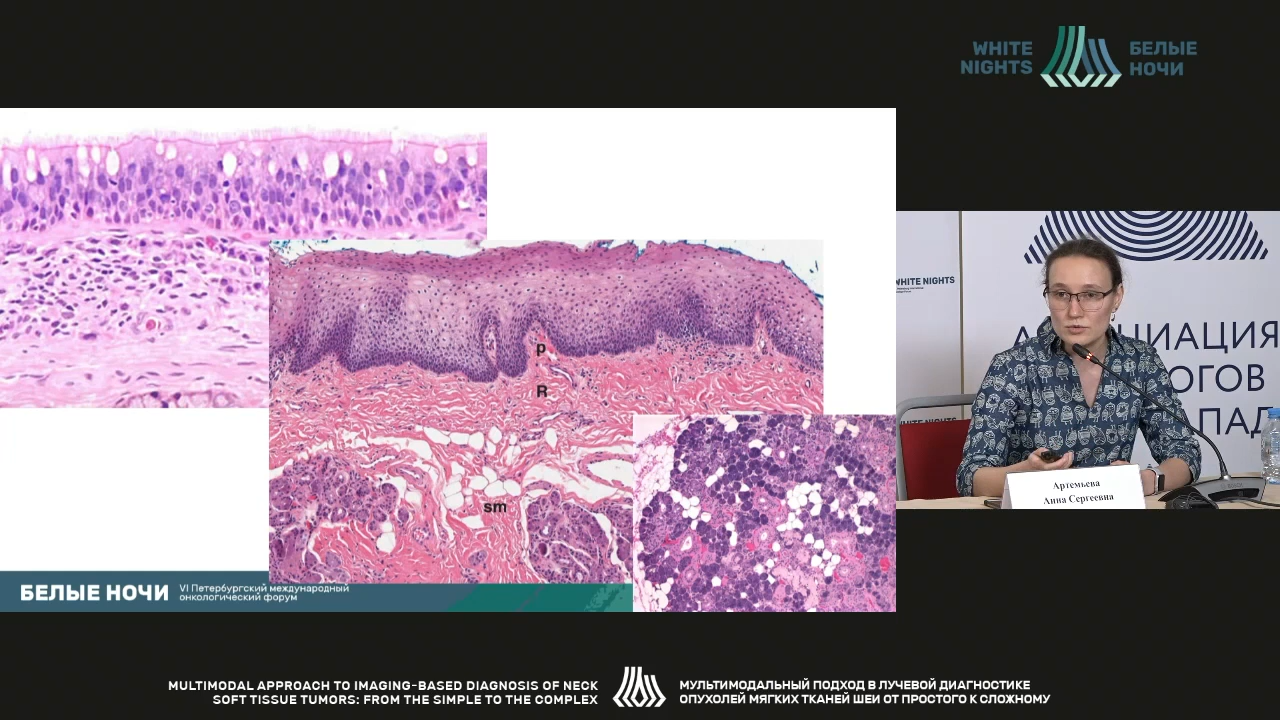 WHITE
NIGHTS
БЕЛЫЕ
НОЧИ
p
R
sm
БЕЛЫЕ НОЧИ
VI Петербургский международный
онкологический форум
WHITE NIGHTS
АССОЦИАЦИЯ
ОГОВ
ПАД
Артемьева
Анна Сергеевна
MULTIMODAL APPROACH TO IMAGING-BASED DIAGNOSIS OF NECK
SOFT TISSUE TUMORS: FROM THE SIMPLE TO THE COMPLEX
МУЛЬТИМОДАЛЬНЫЙ ПОДХОД В ЛУЧЕВОЙ ДИАГНОСТИКЕ
ОПУХОЛЕЙ МЯГКИХ ТКАНЕЙ ШЕИ ОТ ПРОСТОГО К СЛОЖНОМУ